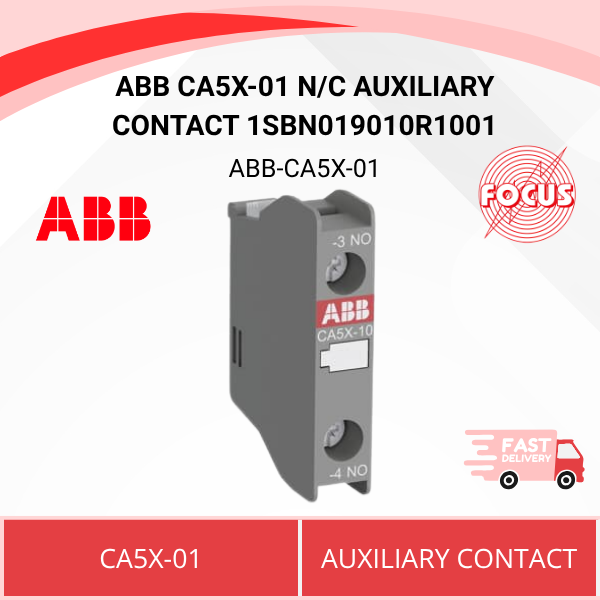 ABB CA5X-01 N/C AUXILIARY
CONTACT 1SBN019010R1001
ABB-CA5X-01
ABB
FOCUS
-3 NO
ABB
CA5X-10
-4 NO
FAST
DELIVERY
CA5X-01
AUXILIARY CONTACT